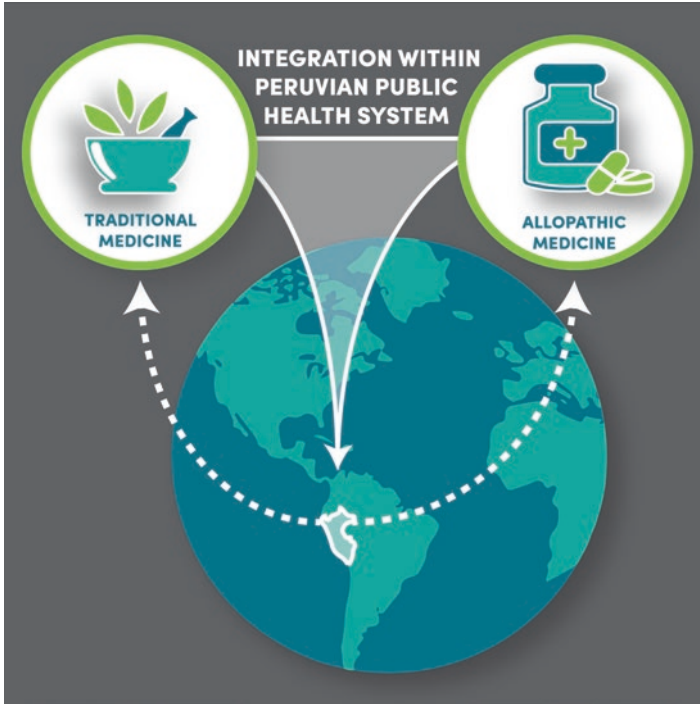 INTEGRATION WITHIN
PERUVIAN PUBLIC
HEALTH SYSTEM
TRADITIONAL
MEDICINE
ALLOPATHIC
MEDICINE